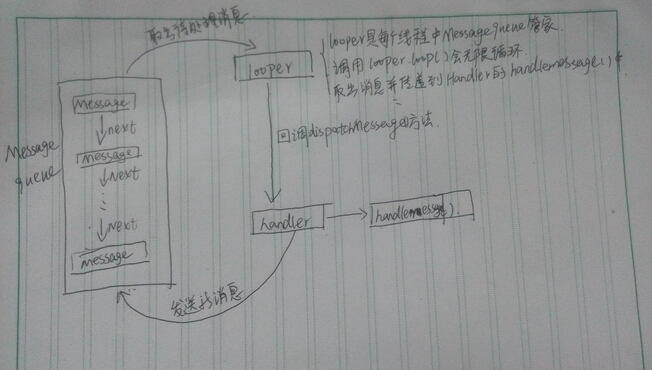 取出待处理消息
looper
looper是每个线程中Messagequeue管家.
调用looper.loop()会无限循环.
取出消息并传递到Handler的handlemessage()中.
Message
queue
Message
next
Message
Next
Next
Message
回调dispatchMessage()方法.
handler
handlemessage().
发送新消息